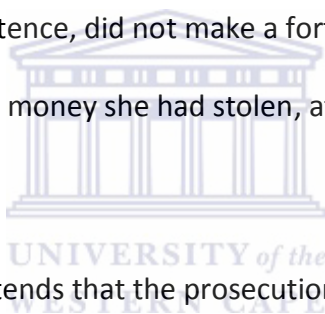 tence, did not make a for
money she had stolen, a
UNIVERSITY of the
tends that the prosecution
WESTERN CAPE